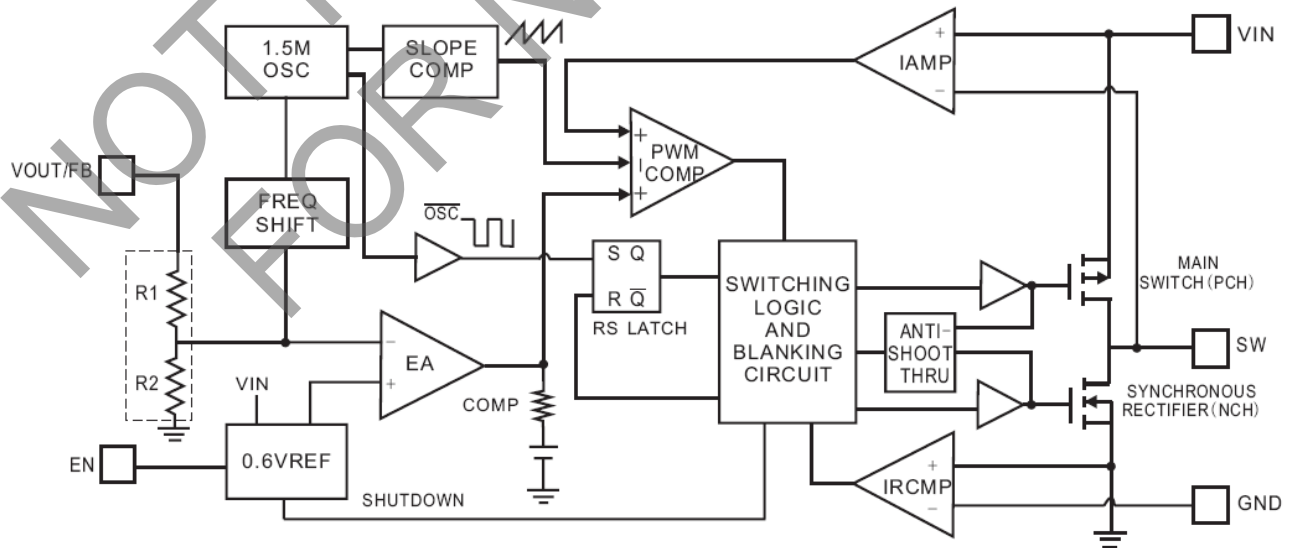 NOT
FOR N
1.5M
OSC
SLOPE
COMP
+
IAMP
−
VIN
VOUT/FB
FREQ
SHIFT
+
−
+
PWM
COMP
OSC
S Q
R Q
RS LATCH
SWITCHING
LOGIC
AND
BLANKING
CIRCUIT
ANTI-
SHOOT
THRU
MAIN
SWITCH(PCH)
SW
SYNCHRONOUS
RECTIFIER(NCH)
R1
R2
−
EA
+
COMP
VIN
EN
0.6VREF
SHUTDOWN
+
IRCMP
−
GND